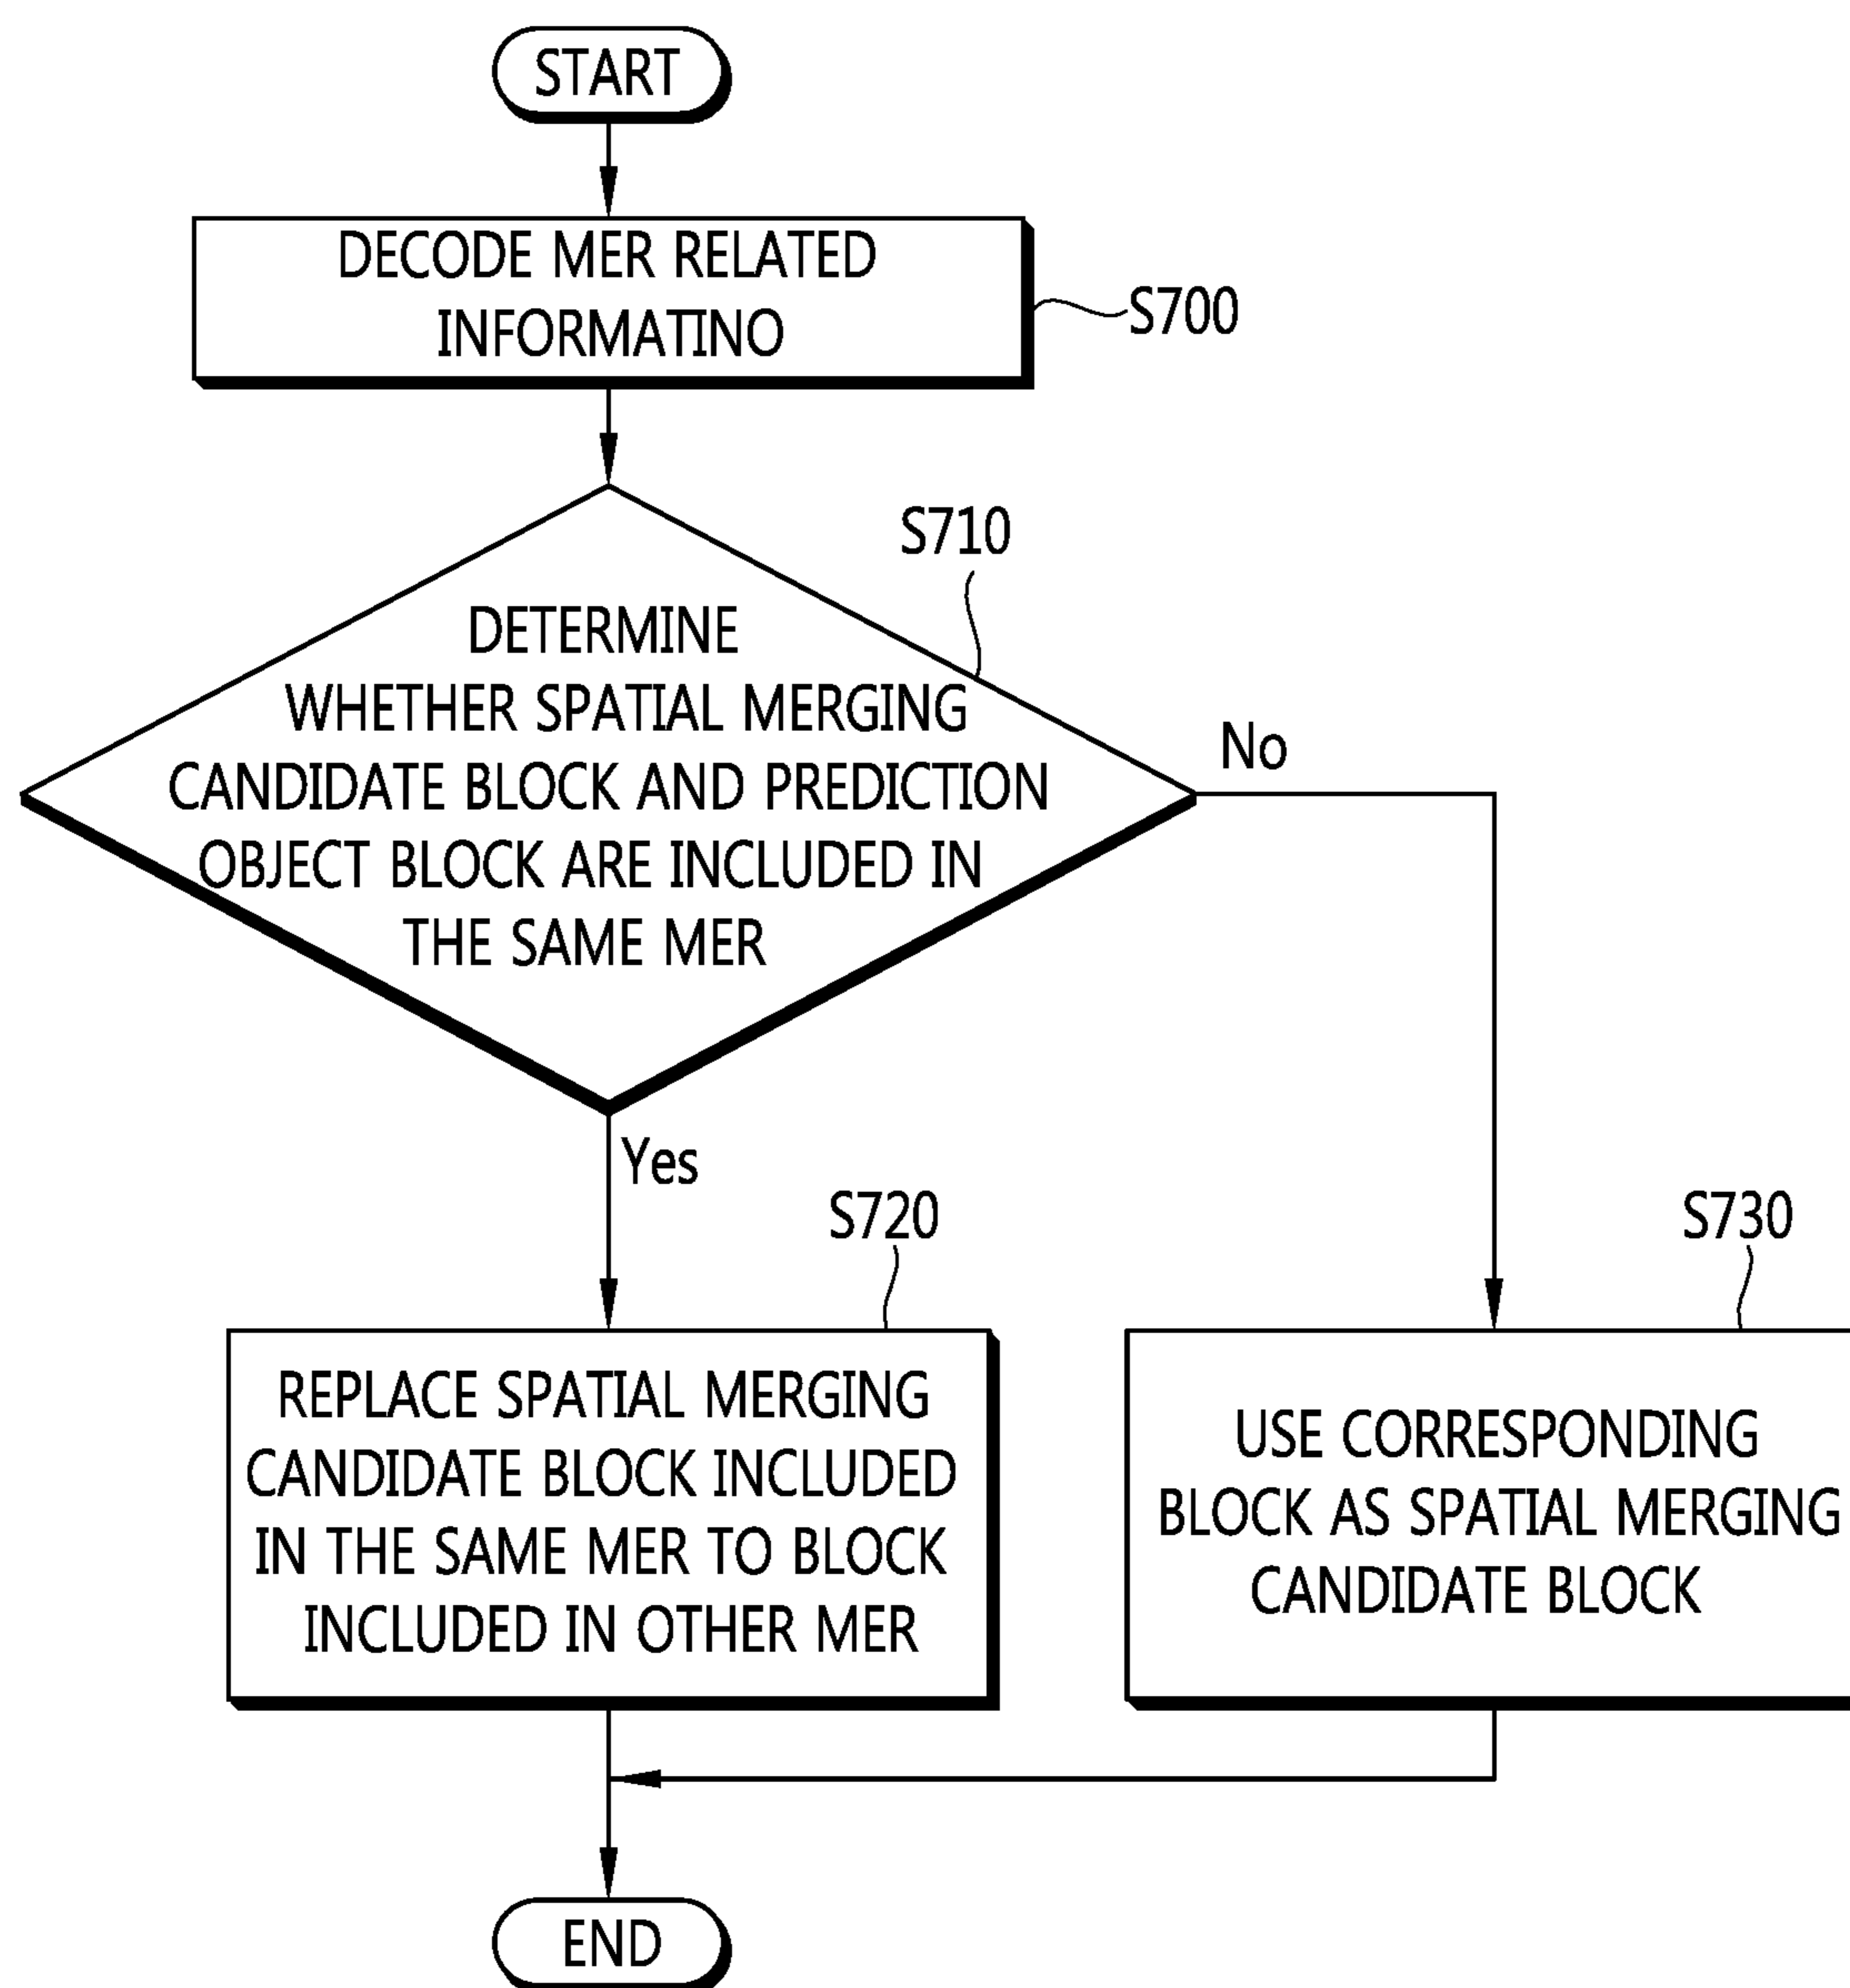 START
DECODE MER RELATED
INFORMATINO
S700
S710
DETERMINE
WHETHER SPATIAL MERGING
CANDIDATE BLOCK AND PREDICTION
OBJECT BLOCK ARE INCLUDED IN
THE SAME MER
No
Yes
S720
REPLACE SPATIAL MERGING
CANDIDATE BLOCK INCLUDED
IN THE SAME MER TO BLOCK
INCLUDED IN OTHER MER
S730
USE CORRESPONDING
BLOCK AS SPATIAL MERGING
CANDIDATE BLOCK
END